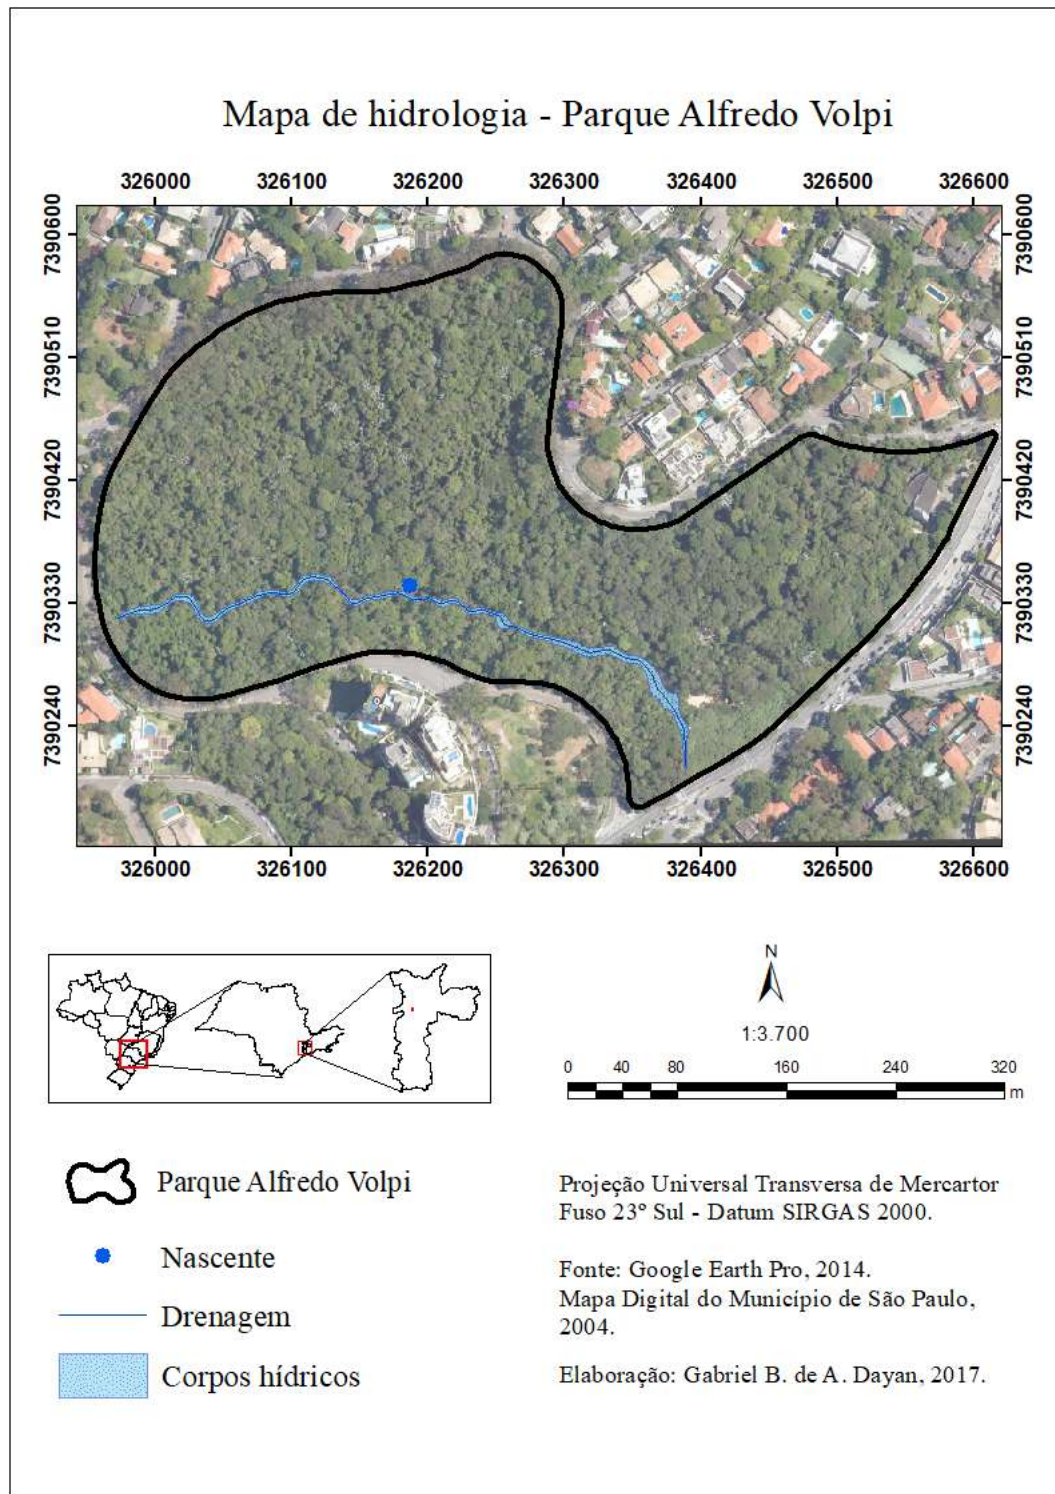 Mapa de hidrologia - Parque Alfredo Volpi
326000 326100 326200 326300 326400 326500 326600
7390600 7390600
7390510 7390510
7390420 7390420
7390330 7390330
7390240 7390240
326000 326100 326200 326300 326400 326500 326600
N
1:3.700
0 40 80 160 240 320
m
Parque Alfredo Volpi
Nascente
Drenagem
Corpos hídricos
Projeção Universal Transversa de Mercartor
Fuso 23º Sul - Datum SIRGAS 2000.
Fonte: Google Earth Pro, 2014.
Mapa Digital do Município de São Paulo,
2004.
Elaboração: Gabriel B. de A. Dayan, 2017.